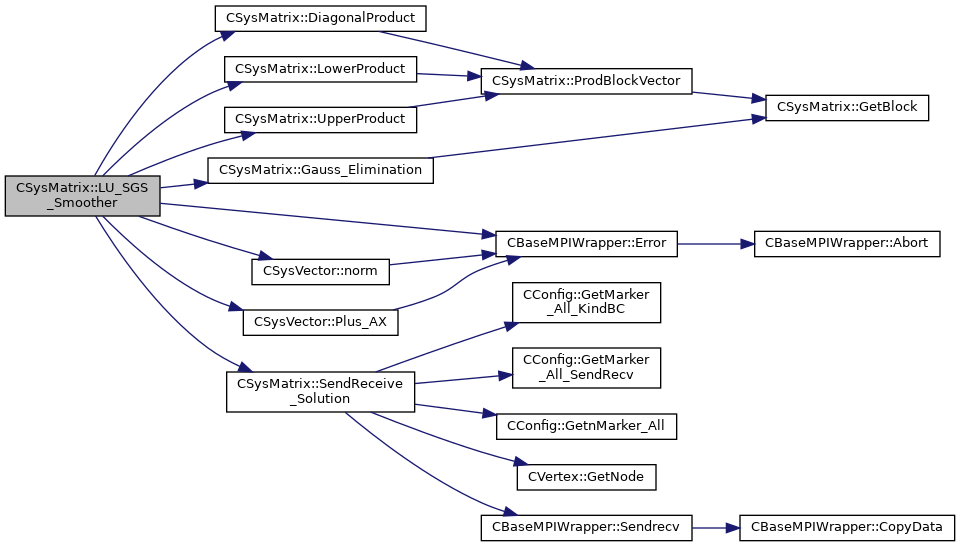 CSysMatrix::DiagonalProduct
CSysMatrix::LowerProduct
CSysMatrix::ProdBlockVector
CSysMatrix::GetBlock
CSysMatrix::UpperProduct
CSysMatrix::Gauss_Elimination
CSysMatrix::LU_SGS
_Smoother
CBaseMPIWrapper::Error
CBaseMPIWrapper::Abort
CSysVector::norm
CSysVector::Plus_AX
CConfig::GetMarker
_All_KindBC
CConfig::GetMarker
_All_SendRecv
CSysMatrix::SendReceive
_Solution
CConfig::GetnMarker_All
CVertex::GetNode
CBaseMPIWrapper::Sendrecv
CBaseMPIWrapper::CopyData